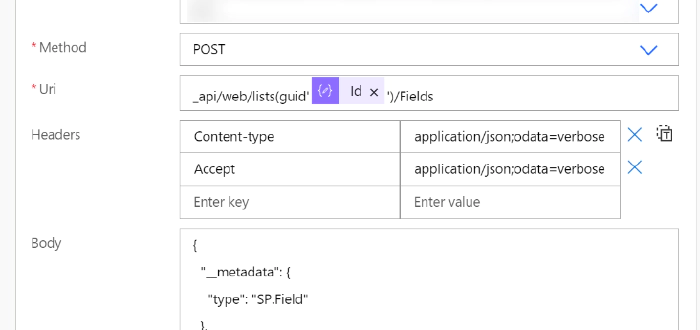 * Method POST
* Uri _api/web/lists(guid' Id × ')/Fields
Headers Content-type application/json;odata=verbose
Accept application/json;odata=verbose
Enter key Enter value
Body {
"__metadata": {
"type": "SP.Field"
},